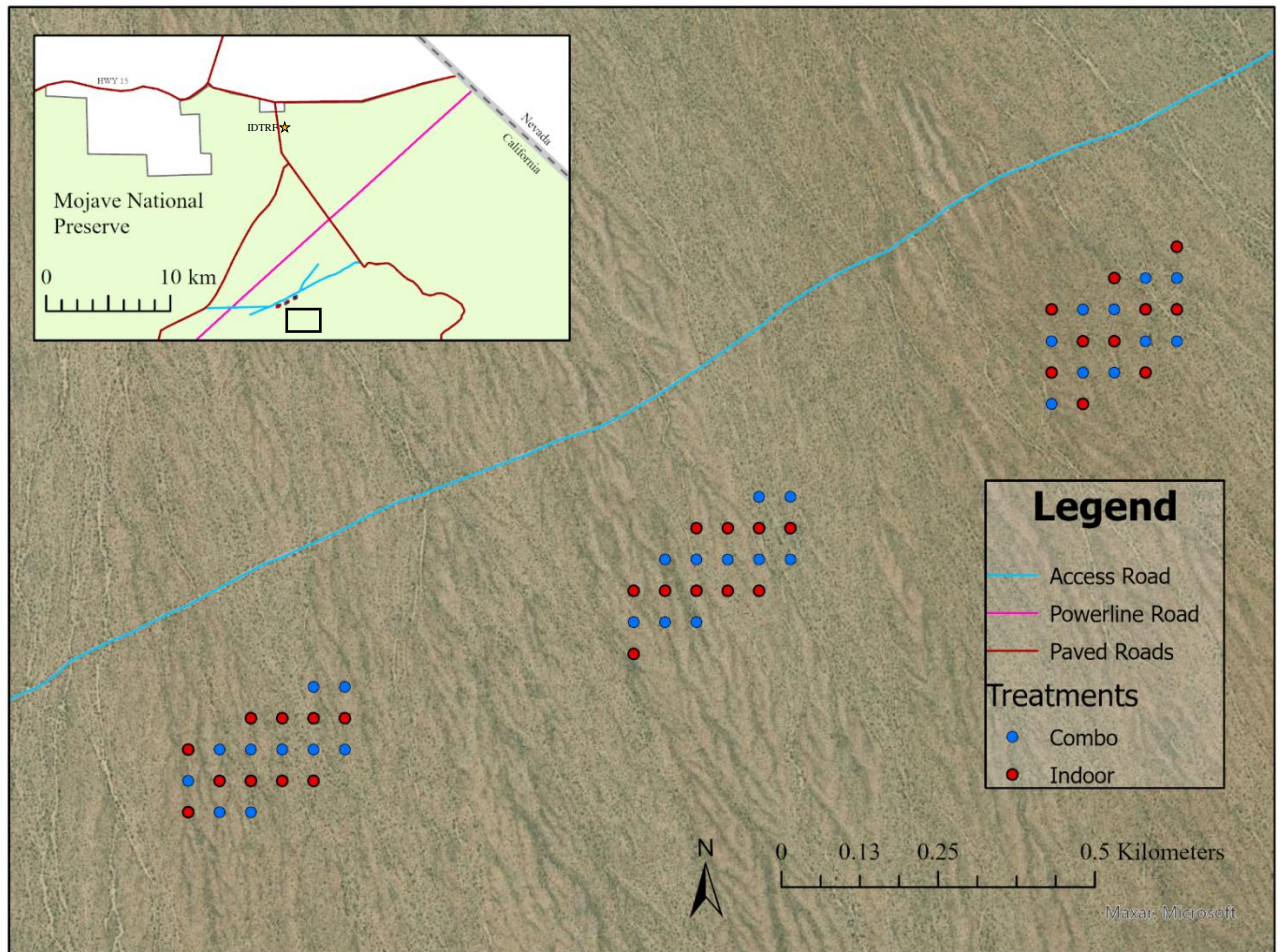 HWY 15
IDTRF
Nevada
California
Mojave National
Preserve
0 10 km
Legend
Access Road
Powerline Road
Paved Roads
Treatments
Combo
Indoor
N
0 0.13 0.25 0.5 Kilometers
Maxar, Microsoft